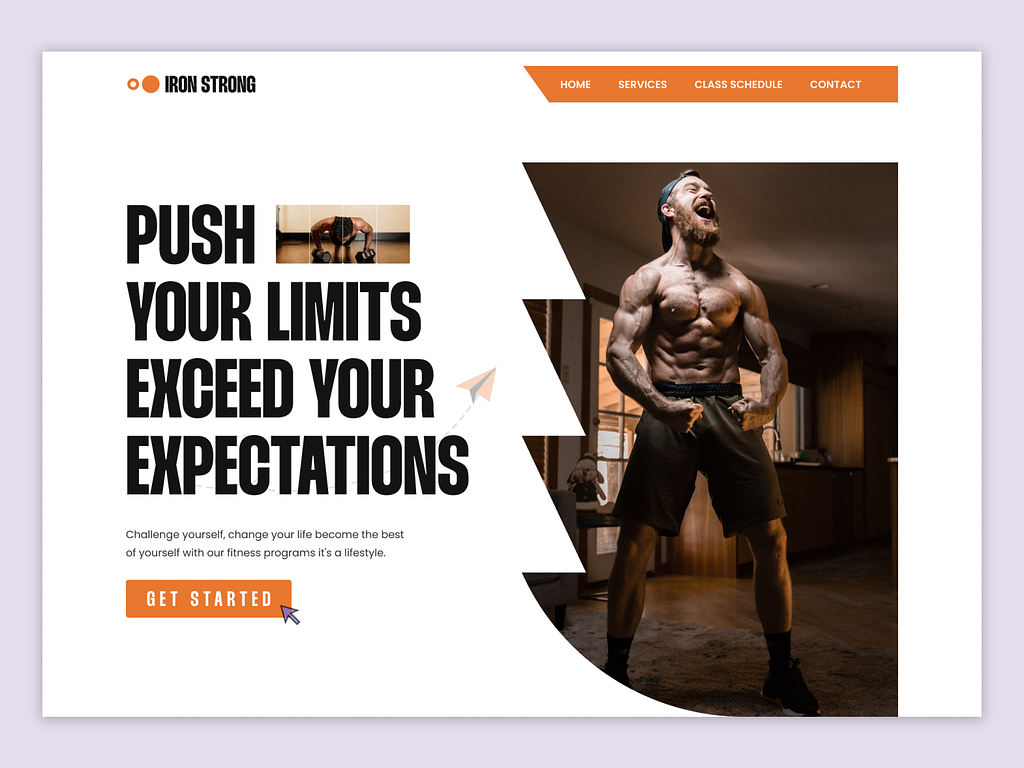 IRON STRONG
HOME SERVICES CLASS SCHEDULE CONTACT
PUSH
YOUR LIMITS
EXCEED YOUR
EXPECTATIONS
Challenge yourself, change your life become the best
of yourself with our fitness programs it's a lifestyle.
GET STARTED